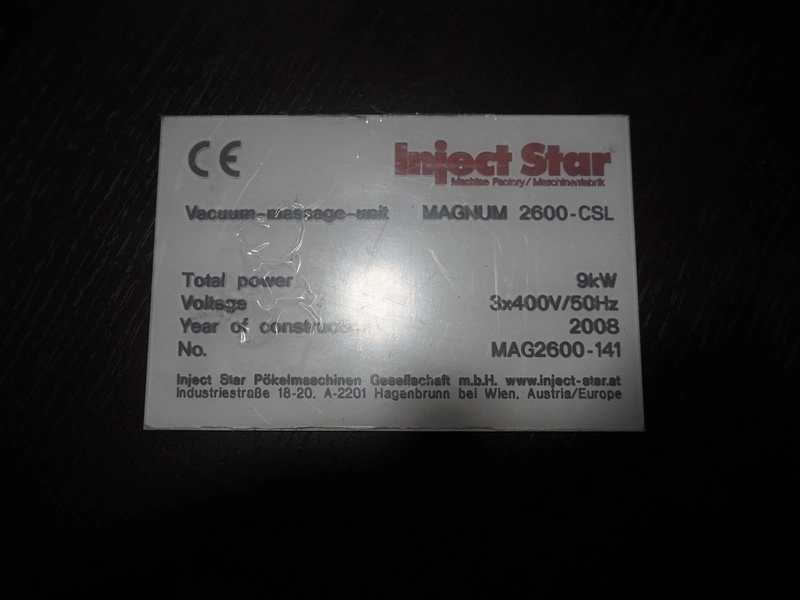 CE
Inject Star
Machine Factory/Maschinenfabrik
Vacuum-massage-unit MAGNUM 2600-CSL
Total power 9kW
Voltage 3x400V/50Hz
Year of construction 2008
No. MAG2600-141
Inject Star Pökelmaschinen Gesellschaft m.b.H. www.inject-star.at
Industriestraße 18-20, A-2201 Hagenbrunn bei Wien, Austria/Europe